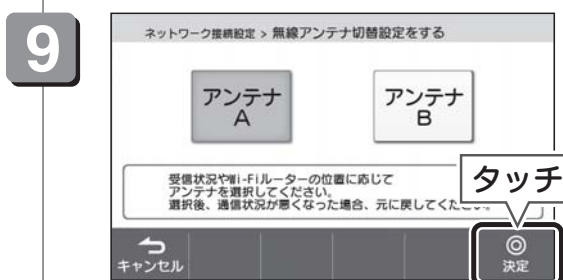 9
ネットワーク接続設定 > 無線アンテナ切替設定をする
アンテナ
A
アンテナ
B
受信状況やWi-Fiルーターの位置に応じて
アンテナを選択してください。
選択後、通信状況が悪くなった場合、元に戻してくだ
タッチ
キャンセル
◎
決定